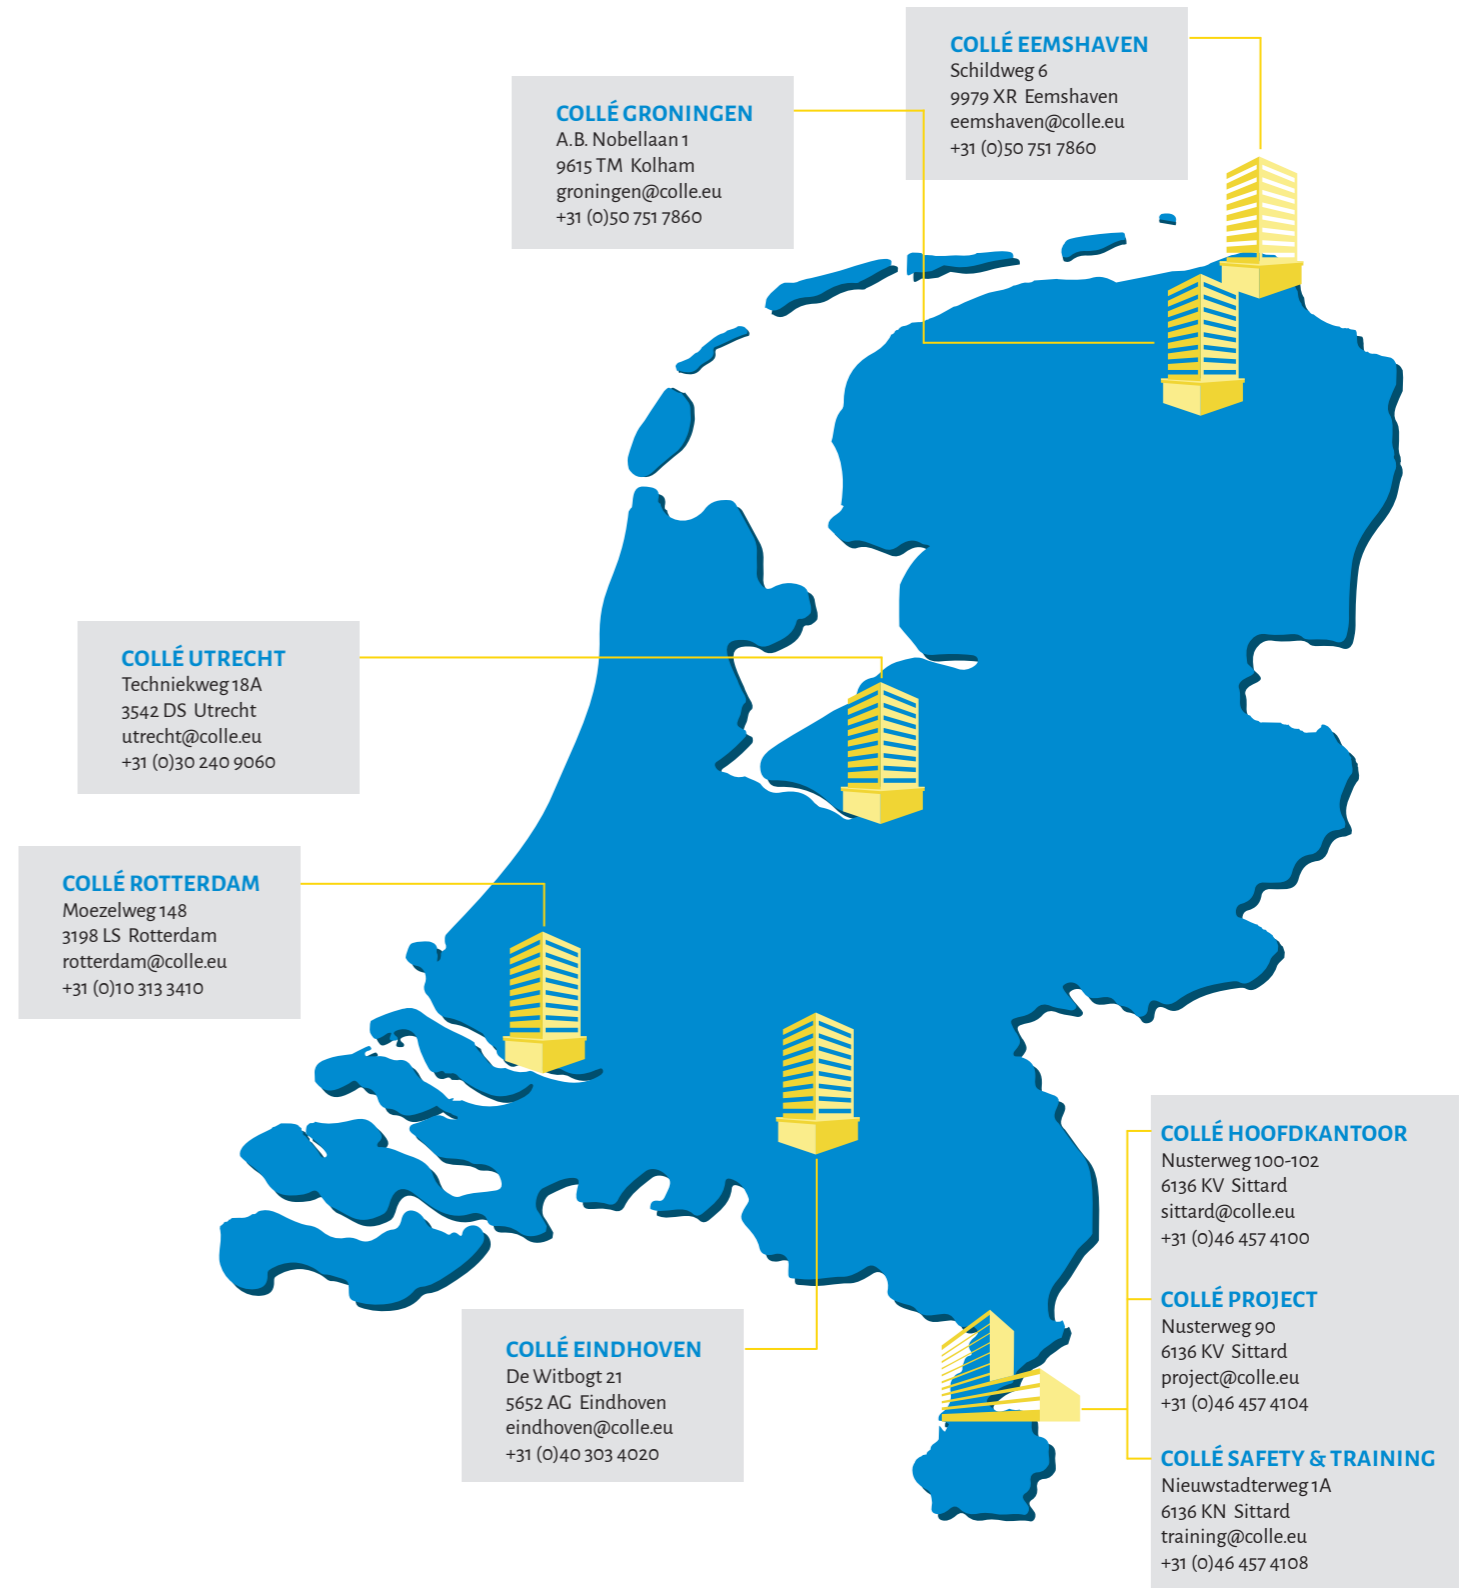 COLLÉ EEMSHAVEN
Schildweg 6
9979 XR Eemshaven
eemshaven@colle.eu
+31 (0)50 751 7860
COLLÉ GRONINGEN
A.B. Nobellaan 1
9615 TM Kolham
groningen@colle.eu
+31 (0)50 751 7860
COLLÉ UTRECHT
Techniekweg 18A
3542 DS Utrecht
utrecht@colle.eu
+31 (0)30 240 9060
COLLÉ ROTTERDAM
Moezelweg 148
3198 LS Rotterdam
rotterdam@colle.eu
+31 (0)10 313 3410
COLLÉ EINDHOVEN
De Witbogt 21
5652 AG Eindhoven
eindhoven@colle.eu
+31 (0)40 303 4020
COLLÉ HOOFDKANTOOR
Nusterweg 100-102
6136 KV Sittard
sittard@colle.eu
+31 (0)46 457 4100
COLLÉ PROJECT
Nusterweg 90
6136 KV Sittard
project@colle.eu
+31 (0)46 457 4104
COLLÉ SAFETY & TRAINING
Nieuwstadterweg 1A
6136 KN Sittard
training@colle.eu
+31 (0)46 457 4108